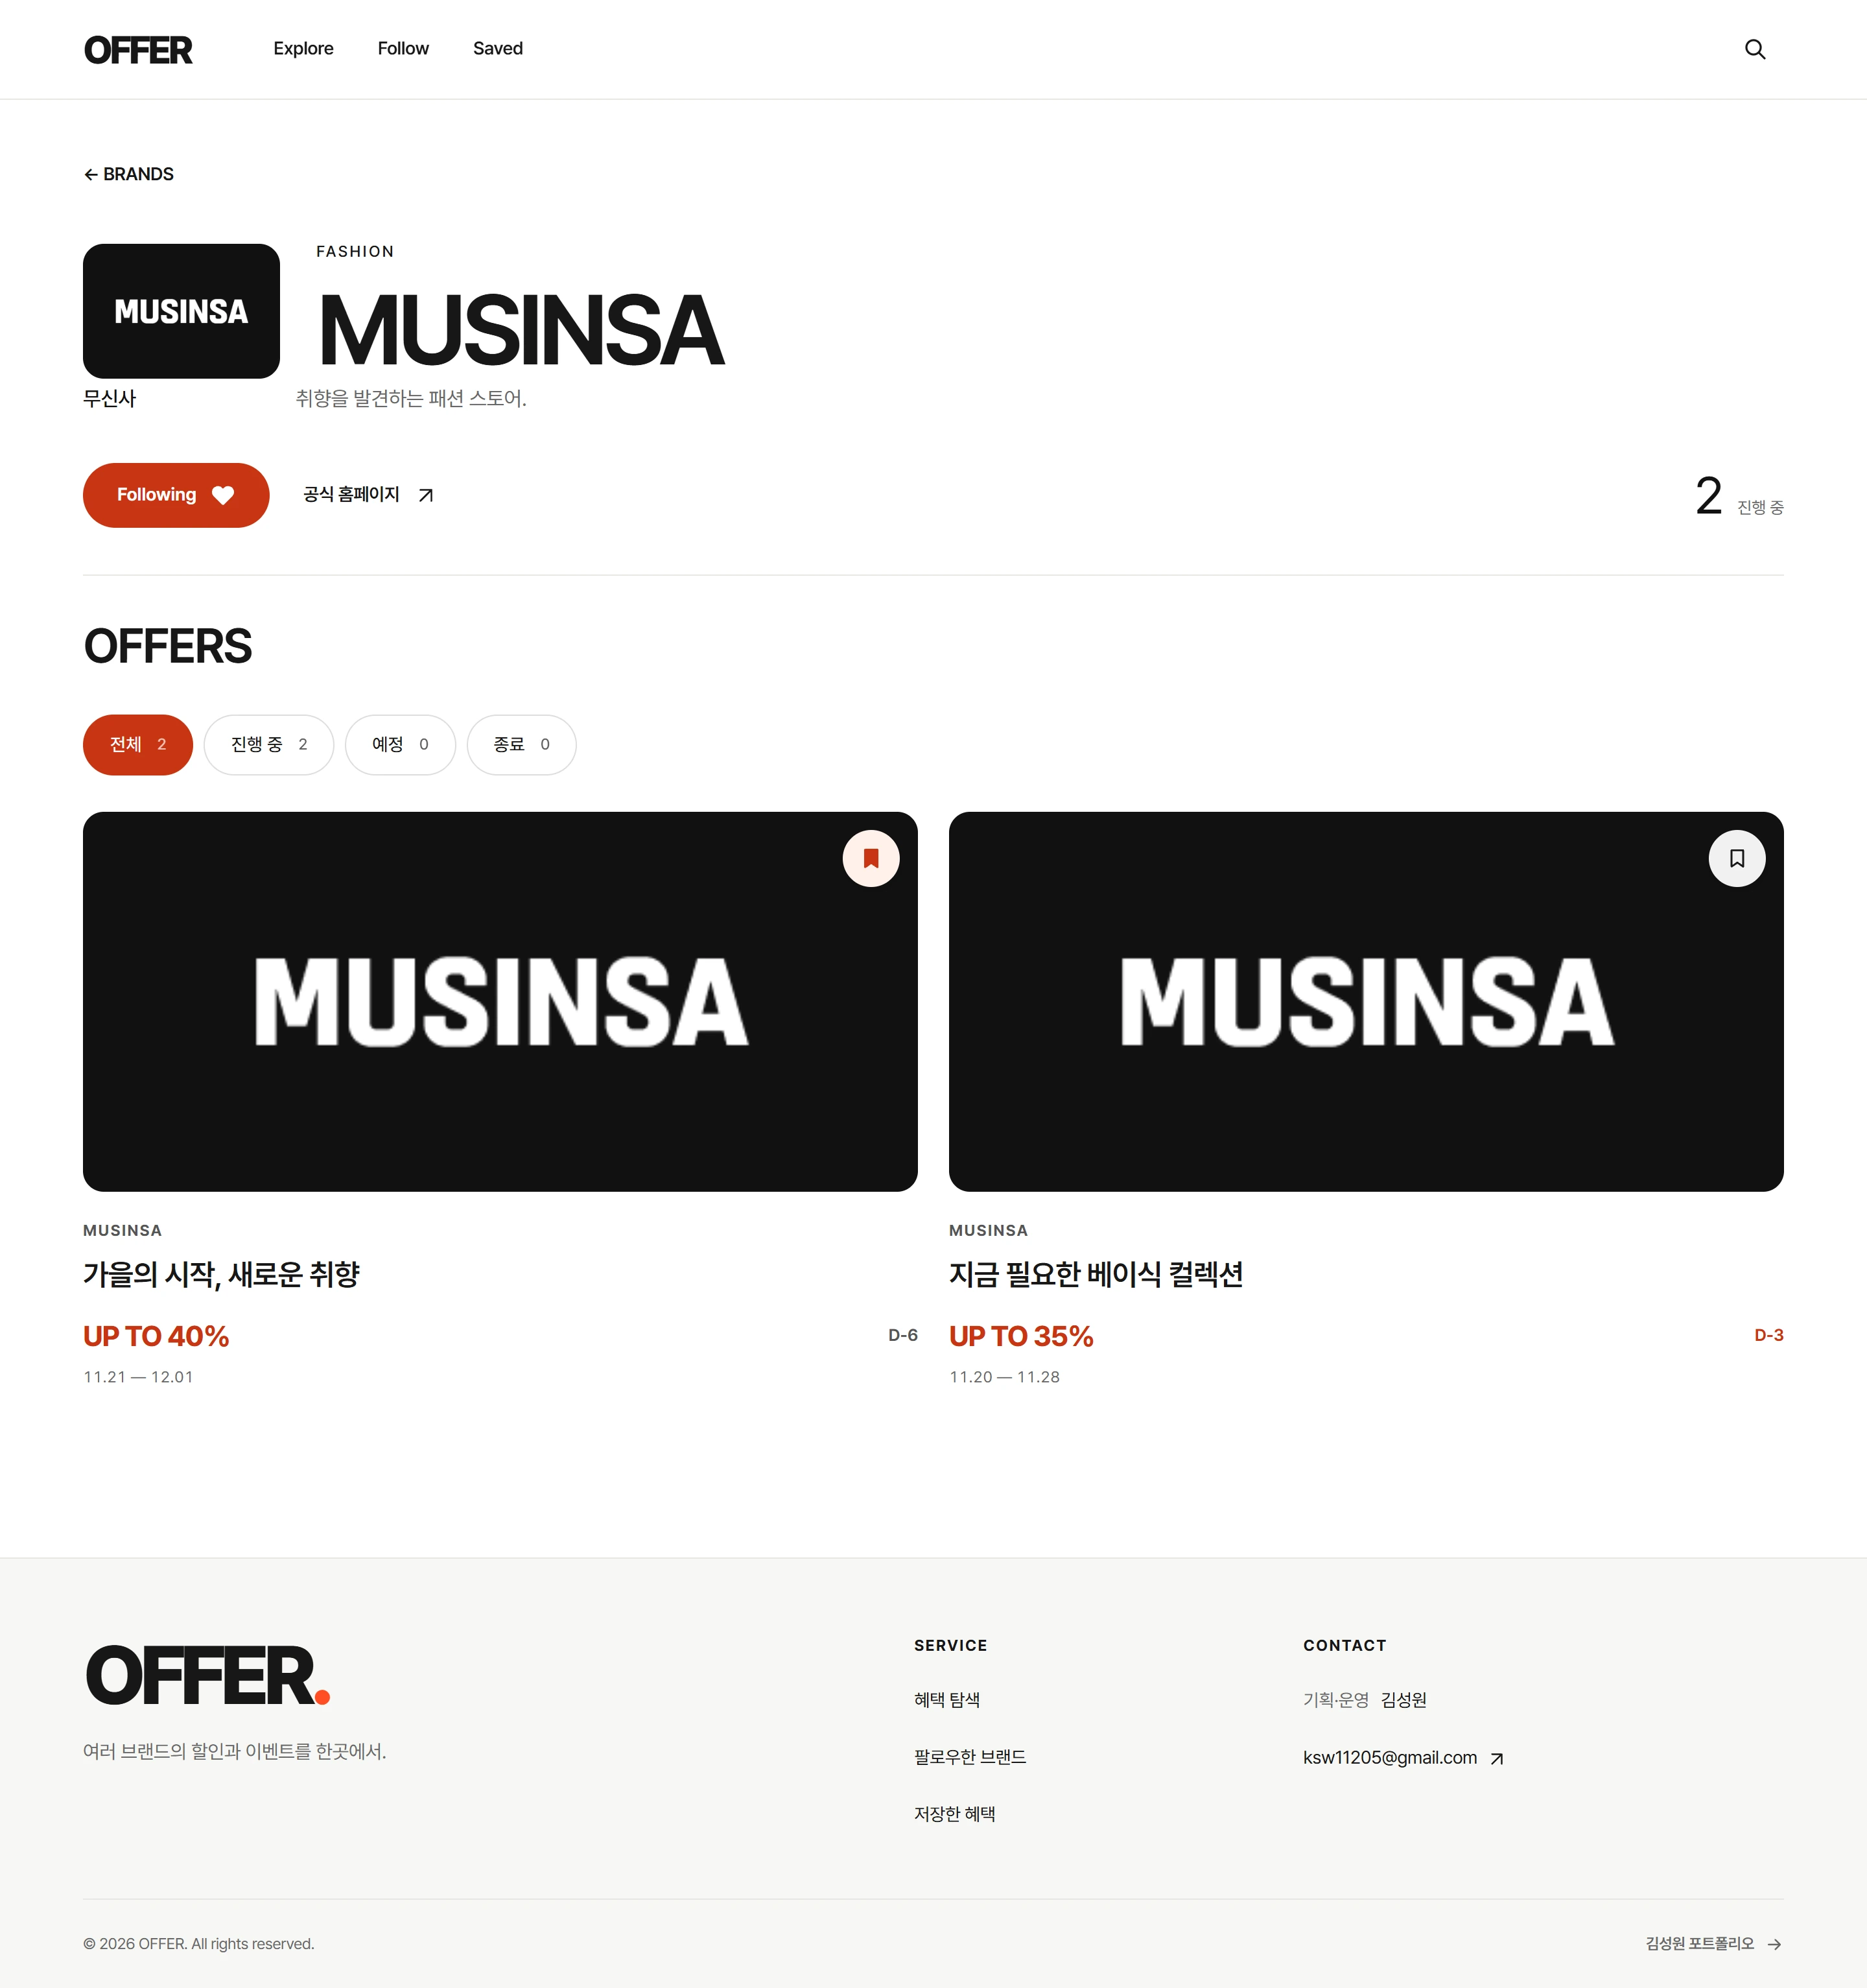 OFFER
Explore Follow Saved
← BRANDS
MUSINSA
FASHION
MUSINSA
무신사 취향을 발견하는 패션 스토어.
Following
공식 홈페이지 ↗
2 진행 중
OFFERS
전체 2
진행 중 2
예정 0
종료 0
MUSINSA
MUSINSA
가을의 시작, 새로운 취향
UP TO 40% D-6
11.21 — 12.01
MUSINSA
MUSINSA
지금 필요한 베이식 컬렉션
UP TO 35% D-3
11.20 — 11.28
OFFER.
여러 브랜드의 할인과 이벤트를 한곳에서.
SERVICE
혜택 탐색
팔로우한 브랜드
저장한 혜택
CONTACT
기획·운영 김성원
ksw11205@gmail.com ↗
© 2026 OFFER. All rights reserved.
김성원 포트폴리오 →